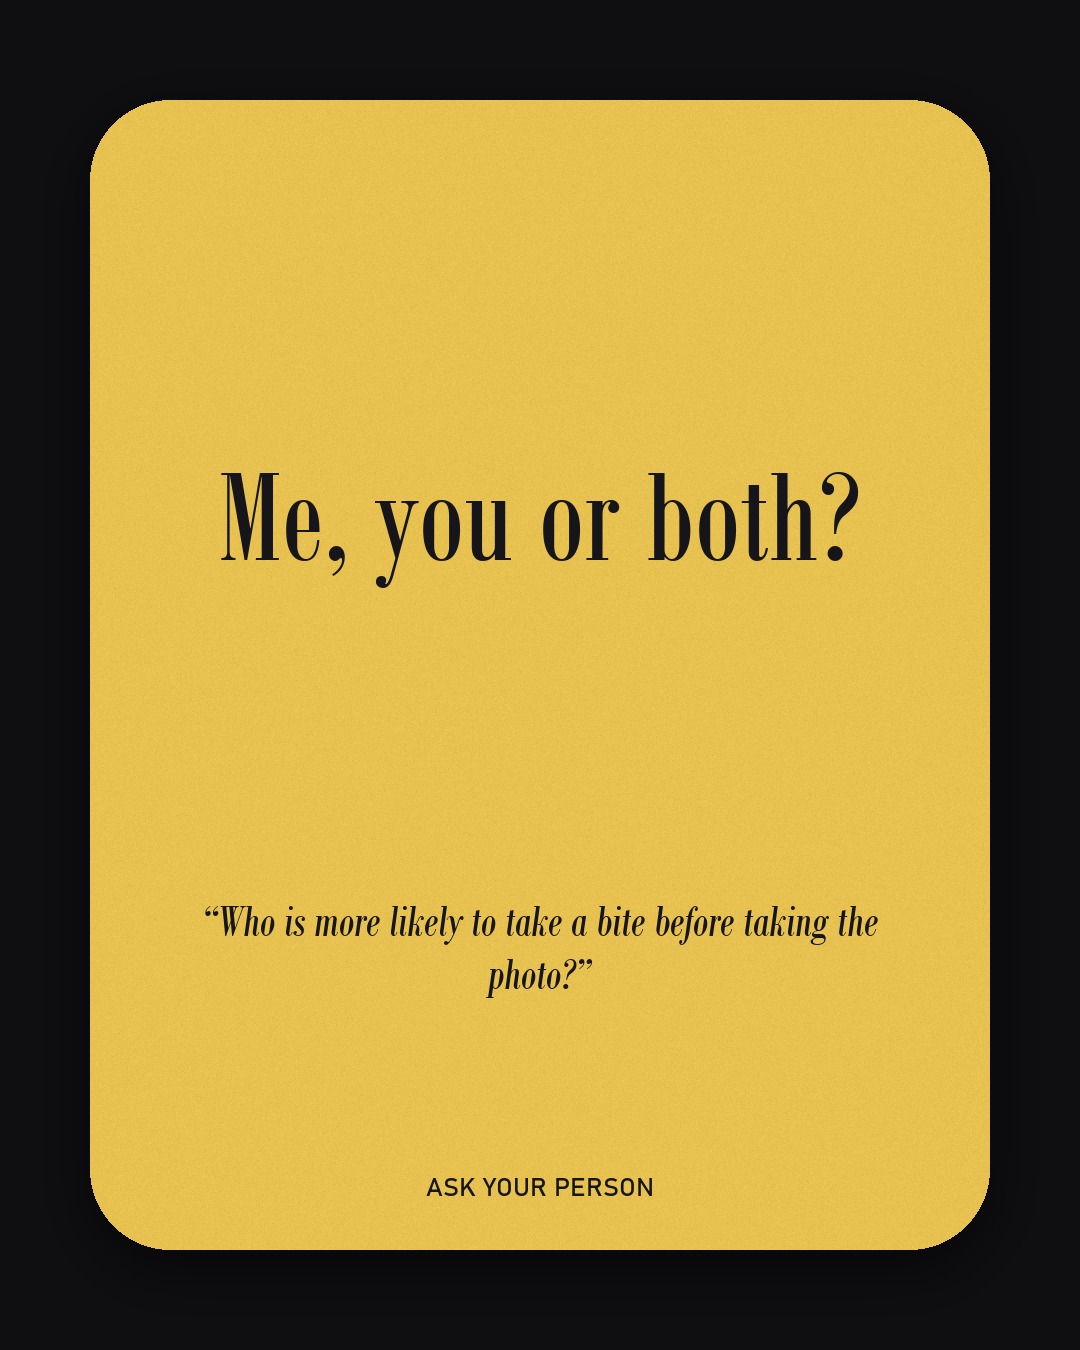 Me, you or both?
“Who is more likely to take a bite before taking the
photo?”
ASK YOUR PERSON